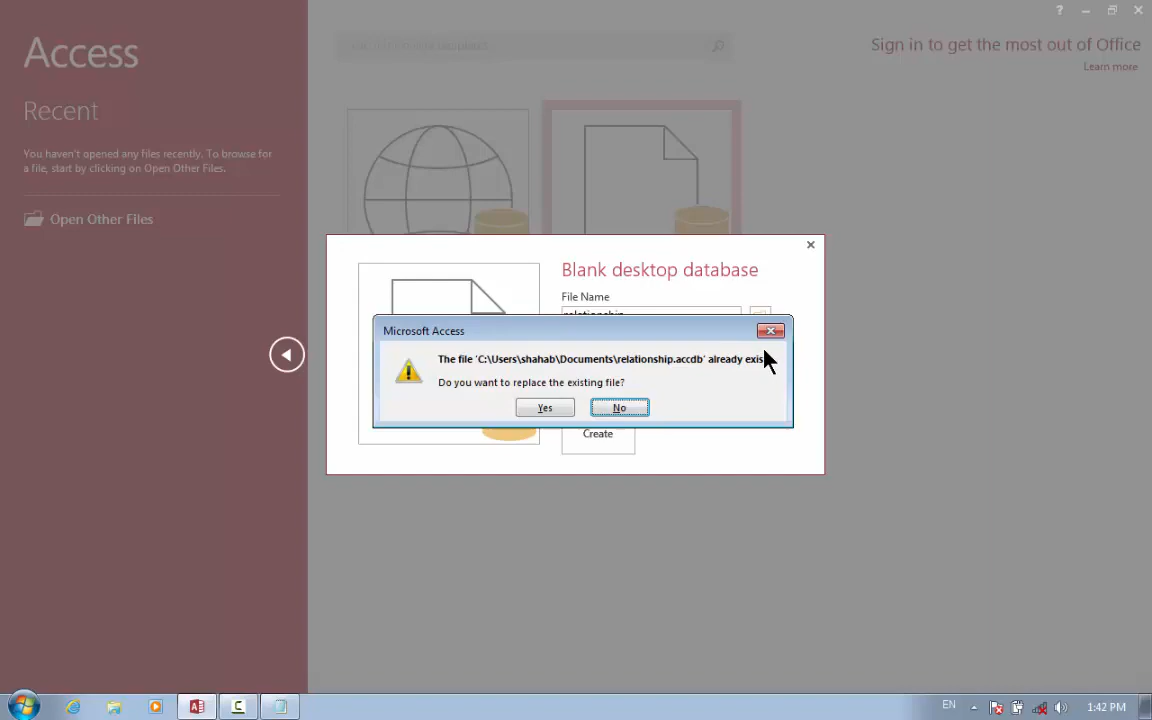 Access
Sign in to get the most out of Office
Learn more
Recent
You haven't opened any files recently. To browse for
a file, start by clicking on Open Other Files.
Open Other Files
Blank desktop database
File Name
relationship
Microsoft Access
The file 'C:\Users\shahab\Documents\relationship.accdb' already exis
Do you want to replace the existing file?
Yes
No
Create
EN
1:42 PM